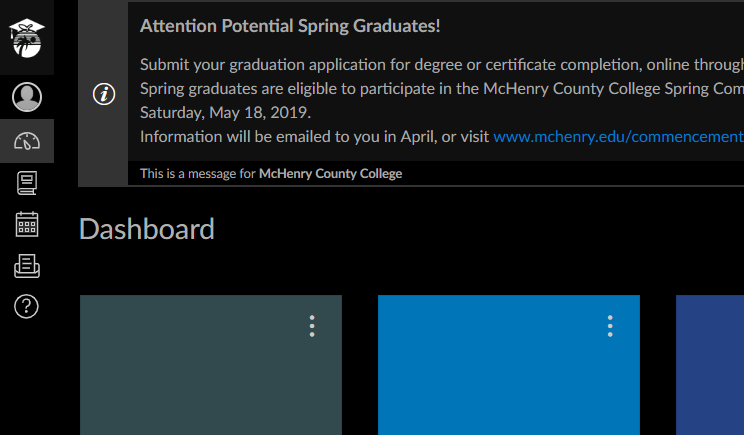 Attention Potential Spring Graduates!
Submit your graduation application for degree or certificate completion, online through
Spring graduates are eligible to participate in the McHenry County College Spring Com
Saturday, May 18, 2019.
Information will be emailed to you in April, or visit www.mchenry.edu/commencement
This is a message for McHenry County College
Dashboard